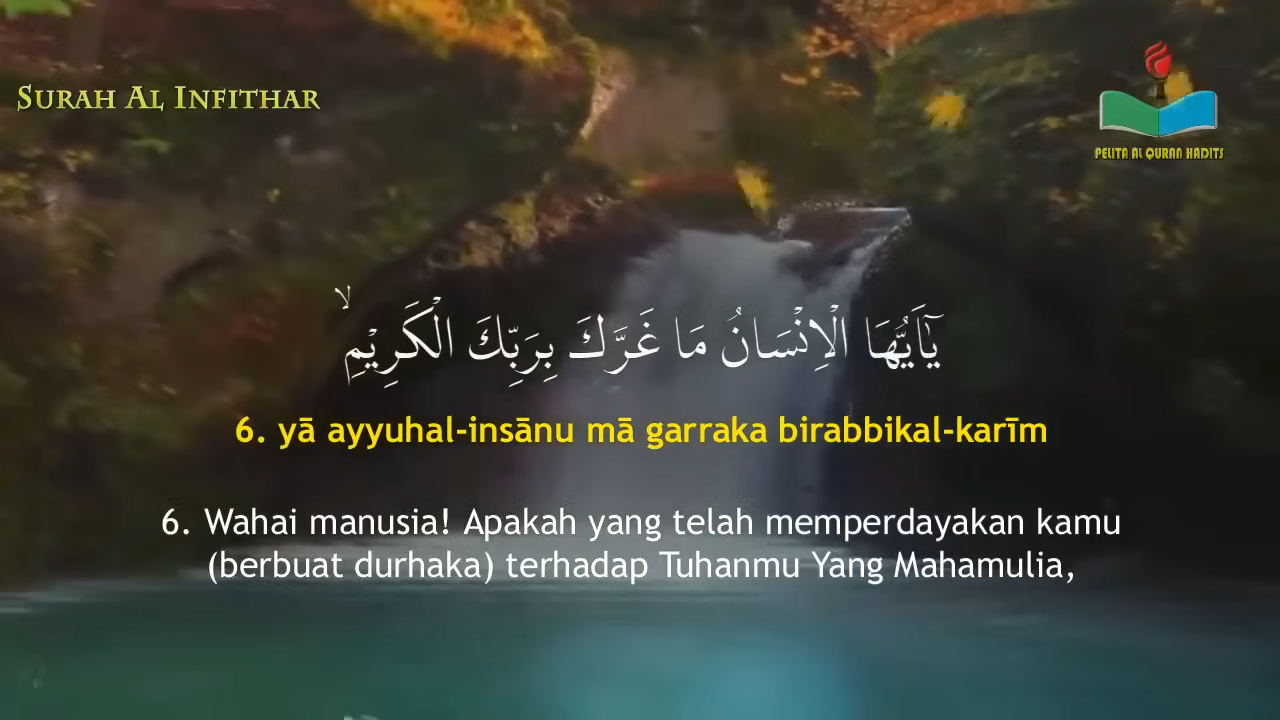 SURAH AL INFITHAR
PELITA AL QURAN HADITS
يٰٓاَيُّهَا الْاِنْسَانُ مَا غَرَّكَ بِرَبِّكَ الْكَرِيْمِۙ
6. yā ayyuhal-insānu mā garraka birabbikal-karīm
6. Wahai manusia! Apakah yang telah memperdayakan kamu
(berbuat durhaka) terhadap Tuhanmu Yang Mahamulia,